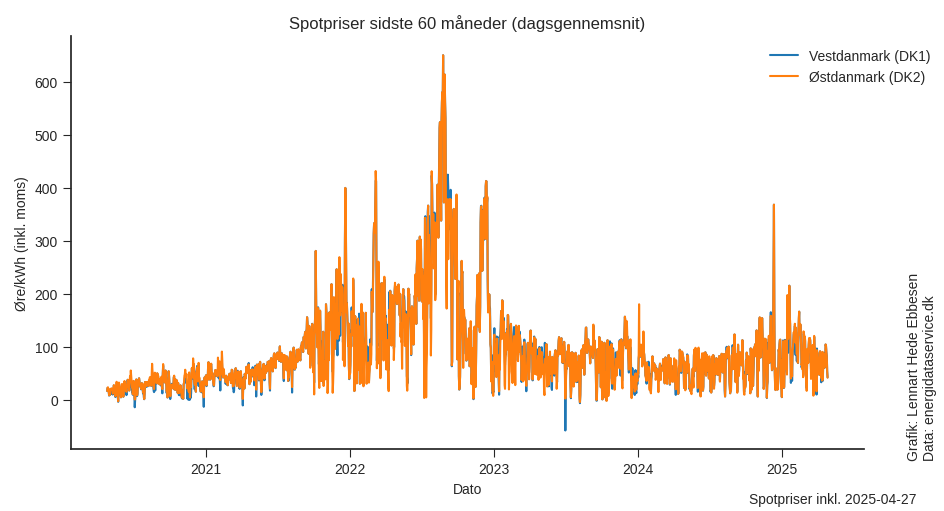 Spotpriser sidste 60 måneder (dagsgennemsnit)
Vestdanmark (DK1)
Østdanmark (DK2)
Øre/kWh (inkl. moms)
600
500
400
300
200
100
0
2021
2022
2023
2024
2025
Dato
Grafik: Lennart Hede Ebbesen
Data: energidataservice.dk
Spotpriser inkl. 2025-04-27